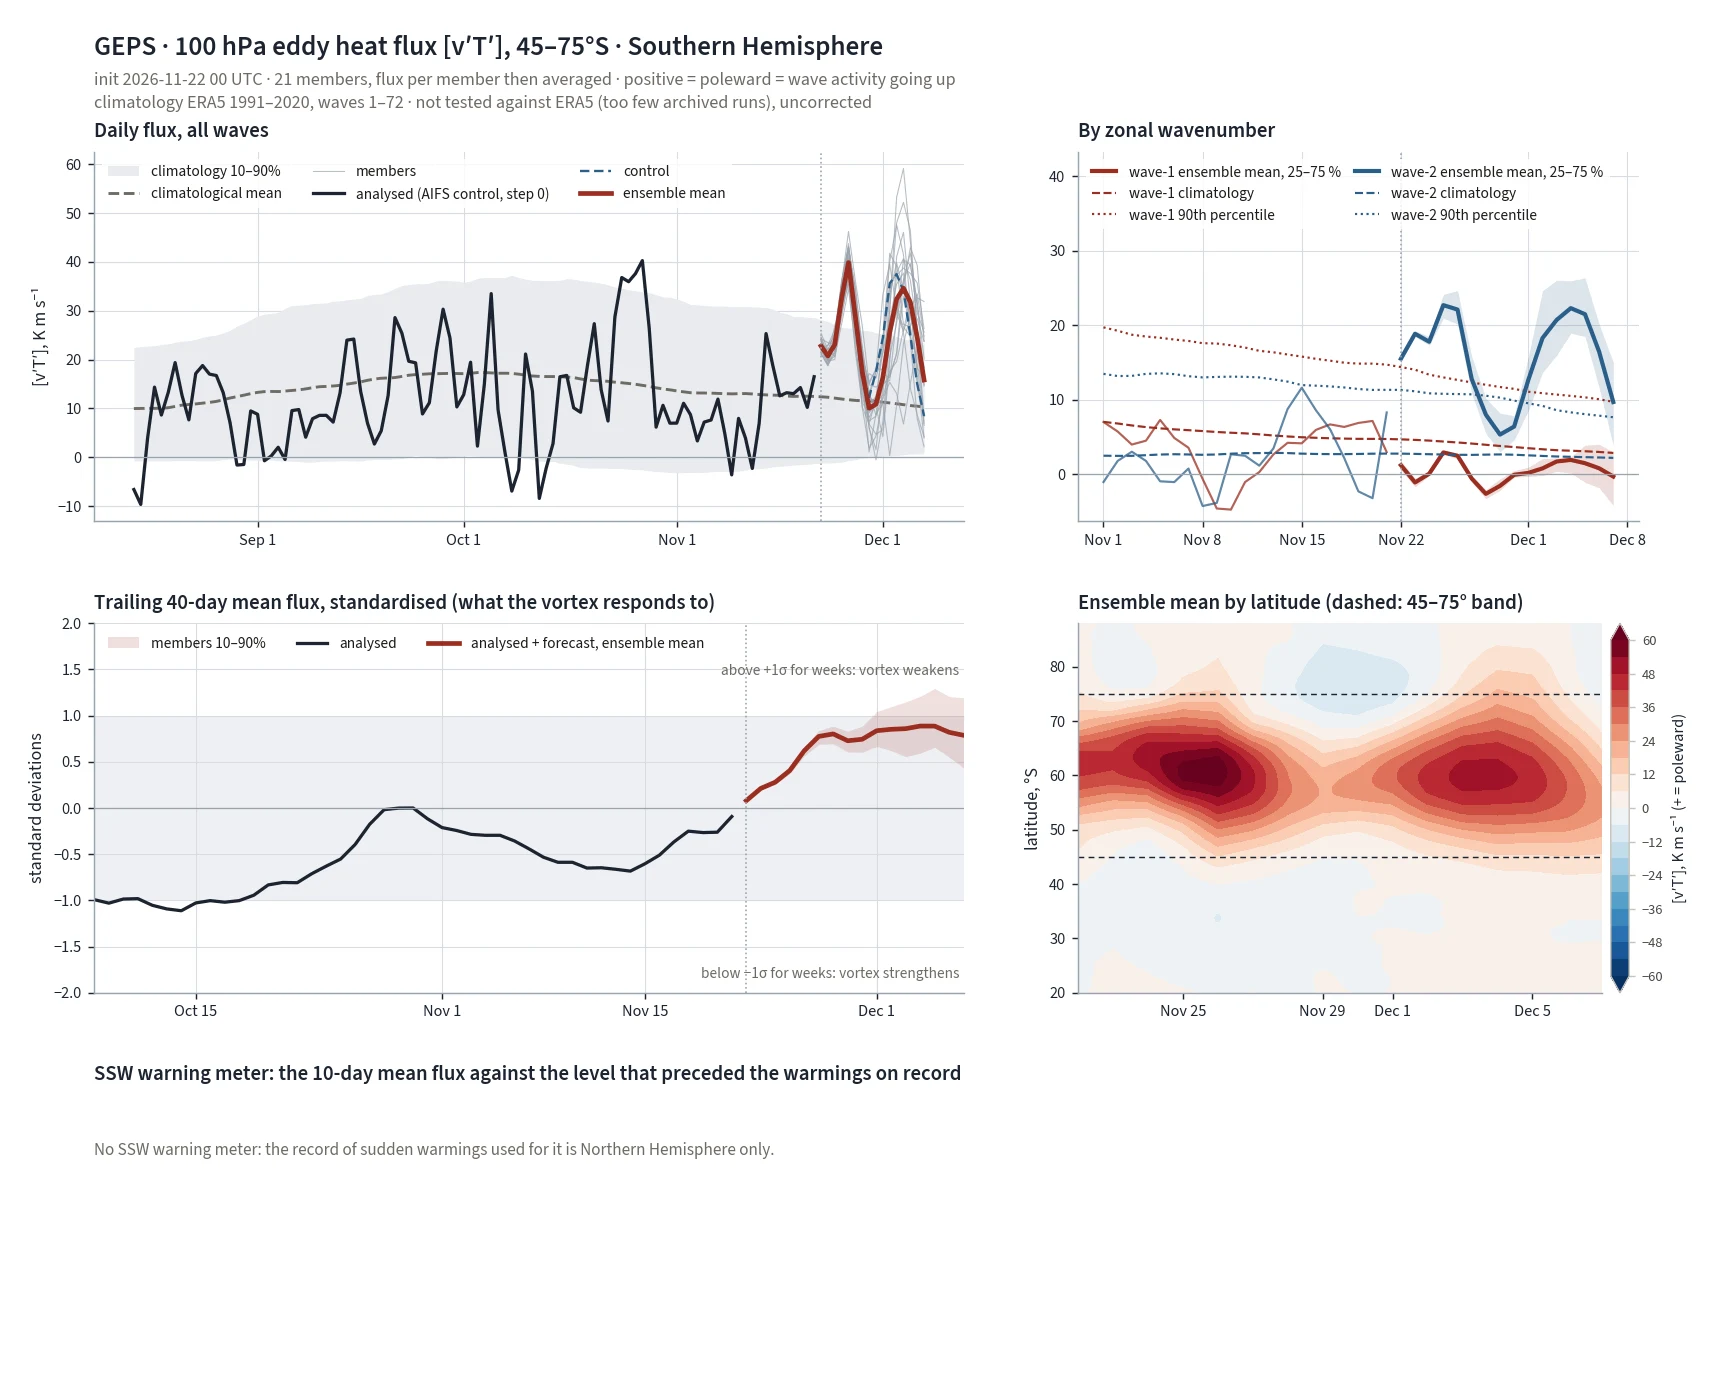 GEPS · 100 hPa eddy heat flux [v′T′], 45–75°S · Southern Hemisphere
init 2026-11-22 00 UTC · 21 members, flux per member then averaged · positive = poleward = wave activity going up
climatology ERA5 1991–2020, waves 1–72 · not tested against ERA5 (too few archived runs), uncorrected
Daily flux, all waves
climatology 10–90%
members
control
climatological mean
analysed (AIFS control, step 0)
ensemble mean
[v′T′], K m s⁻¹
60
50
40
30
20
10
0
−10
Sep 1
Oct 1
Nov 1
Dec 1
By zonal wavenumber
wave-1 ensemble mean, 25–75 %
wave-2 ensemble mean, 25–75 %
wave-1 climatology
wave-2 climatology
wave-1 90th percentile
wave-2 90th percentile
40
30
20
10
0
Nov 1
Nov 8
Nov 15
Nov 22
Dec 1
Dec 8
Trailing 40-day mean flux, standardised (what the vortex responds to)
members 10–90%
analysed
analysed + forecast, ensemble mean
above +1σ for weeks: vortex weakens
below −1σ for weeks: vortex strengthens
standard deviations
2.0
1.5
1.0
0.5
0.0
−0.5
−1.0
−1.5
−2.0
Oct 15
Nov 1
Nov 15
Dec 1
Ensemble mean by latitude (dashed: 45–75° band)
latitude, °S
80
70
60
50
40
30
20
Nov 25
Nov 29
Dec 1
Dec 5
60
48
36
24
12
0
−12
−24
−36
−48
−60
[v′T′], K m s⁻¹ (+ = poleward)
SSW warning meter: the 10-day mean flux against the level that preceded the warmings on record
No SSW warning meter: the record of sudden warmings used for it is Northern Hemisphere only.